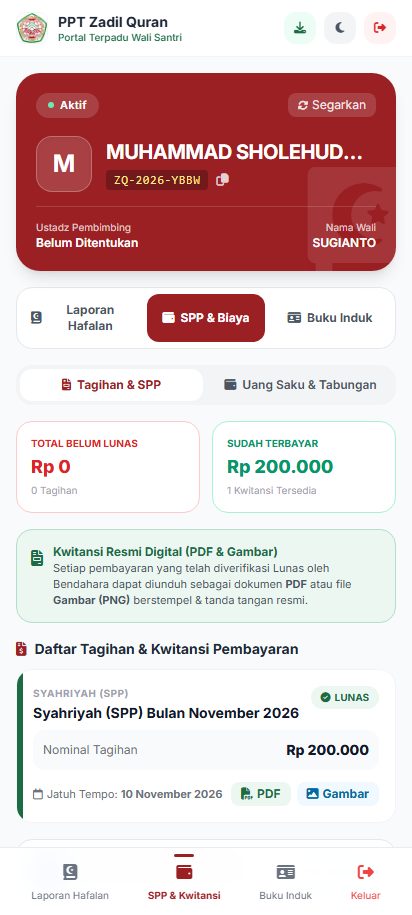 PPT Zadil Quran
Portal Terpadu Wali Santri
Aktif
Segarkan
M
MUHAMMAD SHOLEHUD...
ZQ-2026-YBBW
Ustadz Pembimbing
Belum Ditentukan
Nama Wali
SUGIANTO
Laporan
Hafalan
SPP & Biaya
Buku Induk
Tagihan & SPP
Uang Saku & Tabungan
TOTAL BELUM LUNAS
Rp 0
0 Tagihan
SUDAH TERBAYAR
Rp 200.000
1 Kwitansi Tersedia
Kwitansi Resmi Digital (PDF & Gambar)
Setiap pembayaran yang telah diverifikasi Lunas oleh
Bendahara dapat diunduh sebagai dokumen PDF atau file
Gambar (PNG) berstempel & tanda tangan resmi.
Daftar Tagihan & Kwitansi Pembayaran
SYAHRIYAH (SPP)
LUNAS
Syahriyah (SPP) Bulan November 2026
Nominal Tagihan
Rp 200.000
Jatuh Tempo: 10 November 2026
PDF
Gambar
Laporan Hafalan
SPP & Kwitansi
Buku Induk
Keluar